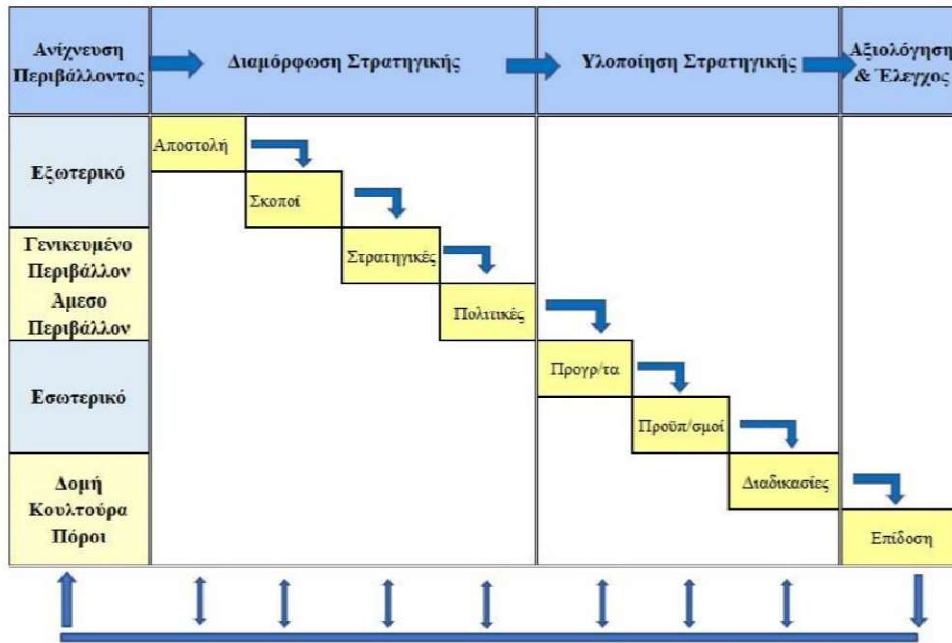 Ανίχνευση
Περιβάλλοντος
Διαμόρφωση Στρατηγικής
Υλοποίηση Στρατηγικής
Αξιολόγηση
& Έλεγχος
Εξωτερικό
Γενικευμένο
Περιβάλλον
Άμεσο
Περιβάλλον
Εσωτερικό
Δομή
Κουλτούρα
Πόροι
Αποστολή
Σκοποί
Στρατηγικές
Πολιτικές
Προγρ/τα
Προϋπ/σμοί
Διαδικασίες
Επίδοση